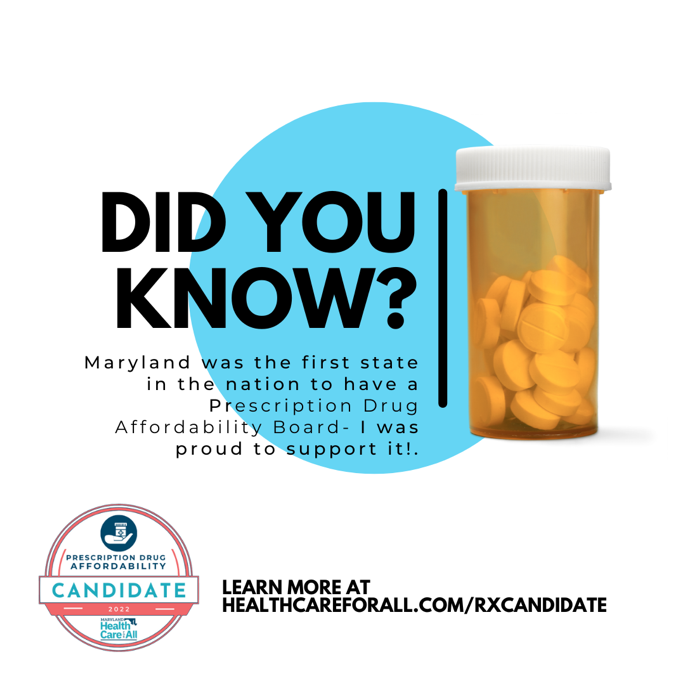 DID YOU
KNOW?
Maryland was the first state
in the nation to have a
Prescription Drug
Affordability Board- I was
proud to support it!.
PRESCRIPTION DRUG
AFFORDABILITY
CANDIDATE
2022
MARYLAND
Health
Care for All
LEARN MORE AT
HEALTHCAREFORALL.COM/RXCANDIDATE